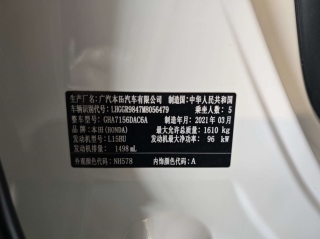 生产厂名: 广汽本田汽车有限公司 制造国: 中华人民共和国
车辆识别代号: LHGGR9847M8056479 乘坐人数: 5
整车型号: GHA7156DAC6A 制造年月: 2021年03月
品牌: 本田(HONDA) 最大允许总质量: 1610 kg
发动机型号: L15BU 发动机最大净功率: 96 kW
发动机排量: 1498 mL
外观颜色代码: NH578 内饰颜色代码: A